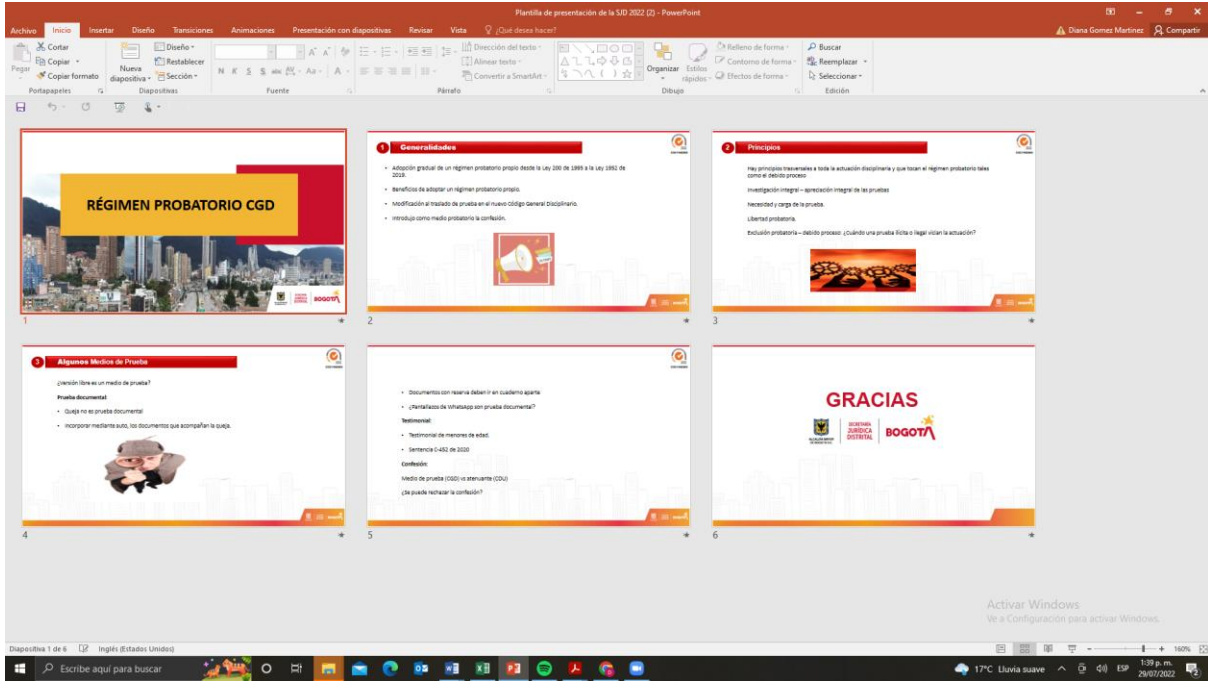 Plantilla de presentación de la SJD 2022 (2) - PowerPoint
Archivo Inicio Insertar Diseño Transiciones Animaciones Presentación con diapositivas Revisar Vista ¿Qué desea hacer? Diana Gomez Martinez Compartir
Pegar
Cortar
Copiar
Copiar formato
Portapapeles
Nueva diapositiva
Diseño
Restablecer
Sección
Diapositivas
N K S S abc AV Aa A
Fuente
Dirección del texto
Alinear texto
Convertir a SmartArt
Párrafo
Organizar
Estilos rápidos
Relleno de forma
Contorno de forma
Efectos de forma
Dibujo
Buscar
Reemplazar
Seleccionar
Edición
RÉGIMEN PROBATORIO CGD
BOGOTÁ
1
1 Generalidades
• Adopción gradual de un régimen probatorio propio desde la Ley 200 de 1995 a la Ley 1952 de
2019.
• Beneficios de adoptar un régimen probatorio propio.
• Modificación al traslado de prueba en el nuevo Código General Disciplinario.
• Introdujo como medio probatorio la confesión.
2
2 Principios
Hay principios trasversales a toda la actuación disciplinaria y que tocan el régimen probatorio tales
como el debido proceso
Investigación integral – apreciación integral de las pruebas
Necesidad y carga de la prueba.
Libertad probatoria.
Exclusión probatoria – debido proceso: ¿Cuándo una prueba ilícita o ilegal vician la actuación?
3
3 Algunos Medios de Prueba
¿Versión libre es un medio de prueba?
Prueba documental:
• Queja no es prueba documental
• Incorporar mediante auto, los documentos que acompañan la queja.
4
• Documentos con reserva deben ir en cuaderno aparte
• ¿Pantallazos de WhatsApp son prueba documental?
Testimonial:
• Testimonial de menores de edad.
• Sentencia C-452 de 2020
Confesión:
Medio de prueba (CGD) vs atenuante (CDU)
¿Se puede rechazar la confesión?
5
GRACIAS
ALCALDÍA MAYOR
SECRETARÍA
JURÍDICA
DISTRITAL
BOGOTÁ
6
Activar Windows
Ve a Configuración para activar Windows.
Diapositiva 1 de 6 Inglés (Estados Unidos) 160%
Escribe aquí para buscar
17°C Lluvia suave ESP
1:39 p. m.
29/07/2022